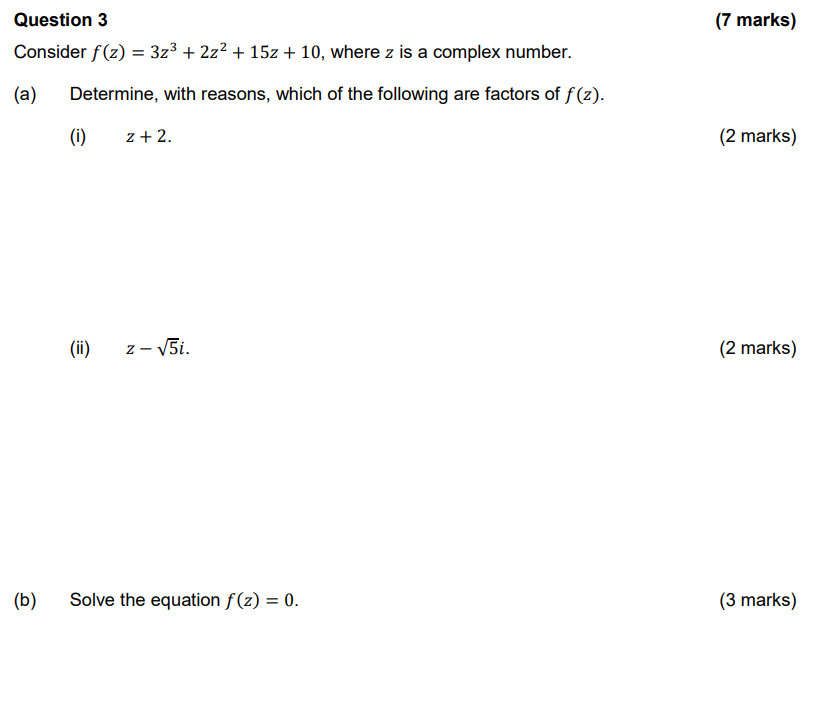 Question 3 (7 marks)
Consider f(z) = 3z³ + 2z² + 15z + 10, where z is a complex number.
(a) Determine, with reasons, which of the following are factors of f(z).
(i) z + 2. (2 marks)
(ii) z − √5i. (2 marks)
(b) Solve the equation f(z) = 0. (3 marks)